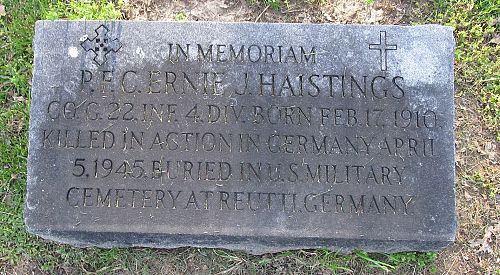 IN MEMORIAM
P.F.C. ERNIE J. HAISTINGS
CO. G. 22. INF. 4. DIV. BORN FEB. 17. 1910.
KILLED IN ACTION IN GERMANY APRIL
5, 1945. BURIED IN U.S. MILITARY
CEMETERY AT REUTTI. GERMANY.